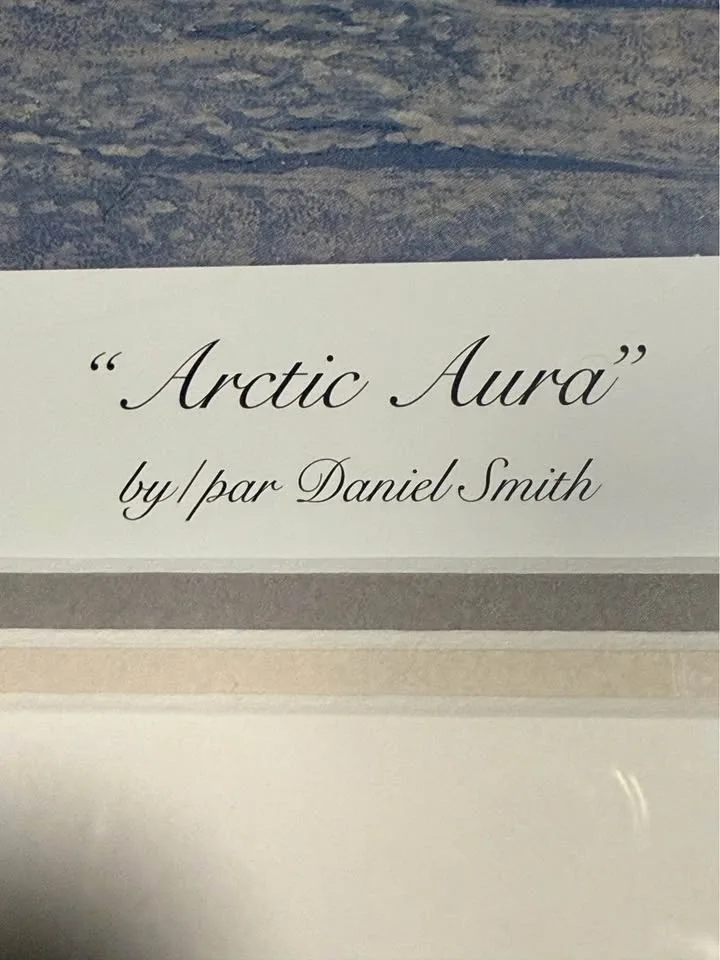 “Arctic Aura”
by/par Daniel Smith